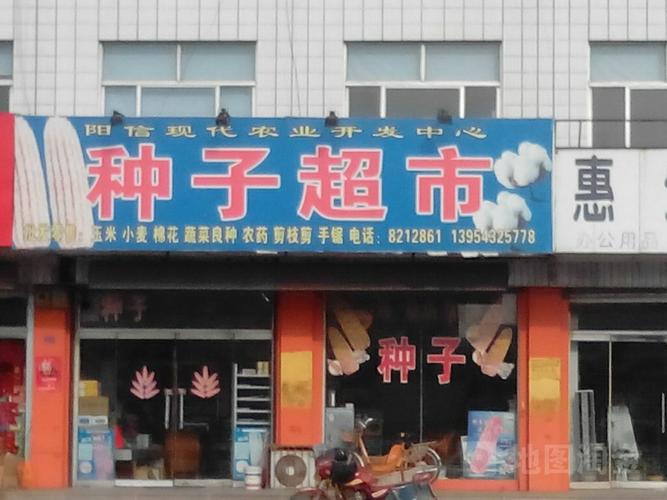 阳信现代农业开发中心
种子超市
玉米 小麦 棉花 蔬菜良种 农药 剪枝剪 手锯 电话: 8212861 13954325778
惠
办公用品
种子
种子